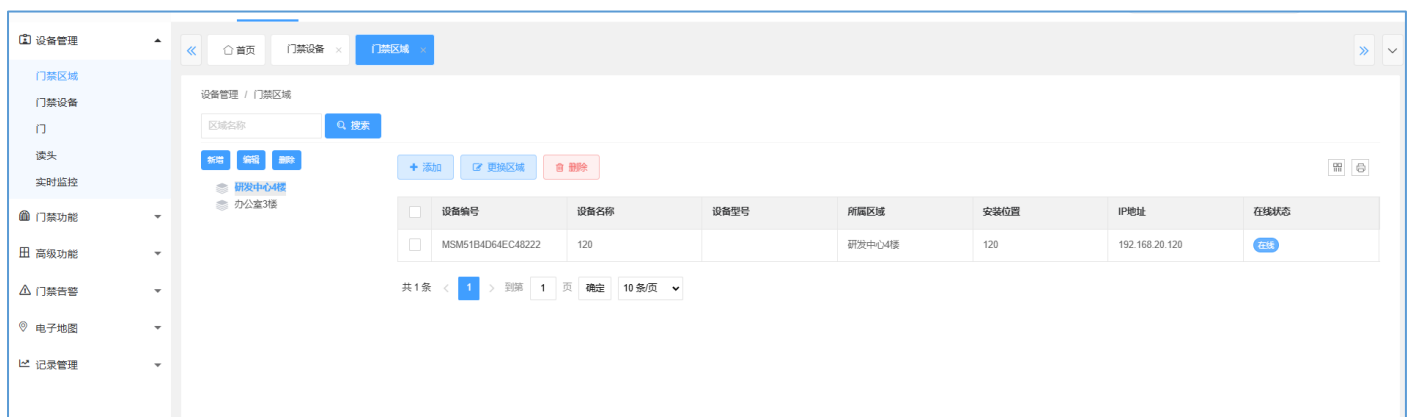 设备管理
门禁区域
门禁设备
门
读头
实时监控
门禁功能
高级功能
门禁告警
电子地图
记录管理
首页 门禁设备 × 门禁区域 ×
设备管理 / 门禁区域
区域名称 搜索
新增 编辑 删除
研发中心4楼
办公室3楼
+ 添加 更换区域 删除
设备编号 设备名称 设备型号 所属区域 安装位置 IP地址 在线状态
MSM51B4D64EC48222 120 研发中心4楼 120 192.168.20.120 在线
共 1 条 < 1 > 到第 1 页 确定 10 条/页